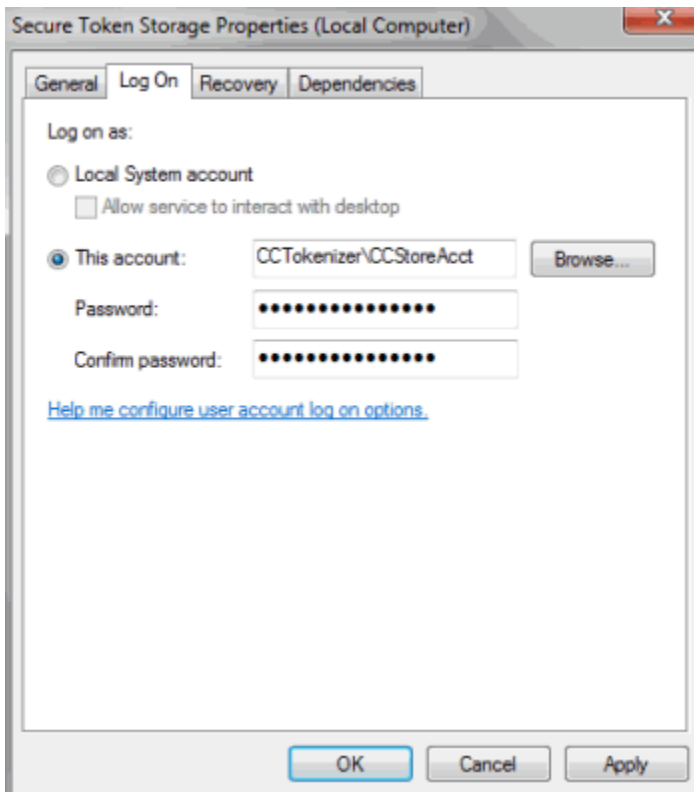 Secure Token Storage Properties (Local Computer)
General Log On Recovery Dependencies
Log on as:
Local System account
Allow service to interact with desktop
This account: CCTokenizer\CCStoreAcct Browse...
Password: •••••••••••••••
Confirm password: •••••••••••••••
Help me configure user account log on options.
OK Cancel Apply